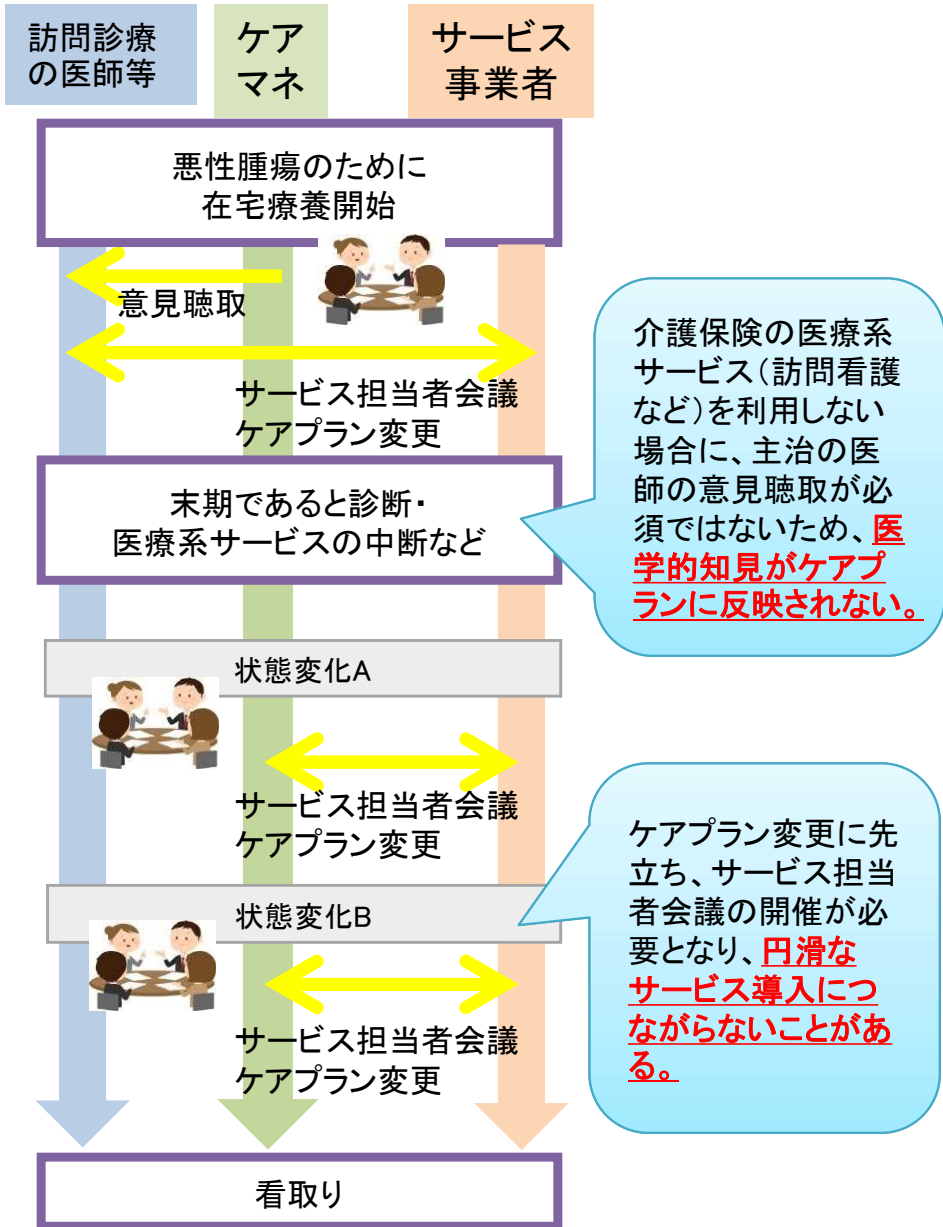 訪問診療
の医師等
ケア
マネ
サービス
事業者
悪性腫瘍のために
在宅療養開始
意見聴取
サービス担当者会議
ケアプラン変更
介護保険の医療系
サービス（訪問看護
など）を利用しない
場合に、主治の医
師の意見聴取が必
須ではないため、医
学的知見がケアプ
ランに反映されない。
末期であると診断・
医療系サービスの中断など
状態変化A
サービス担当者会議
ケアプラン変更
ケアプラン変更に先
立ち、サービス担当
者会議の開催が必
要となり、円滑な
サービス導入につ
ながらないことがあ
る。
状態変化B
サービス担当者会議
ケアプラン変更
看取り